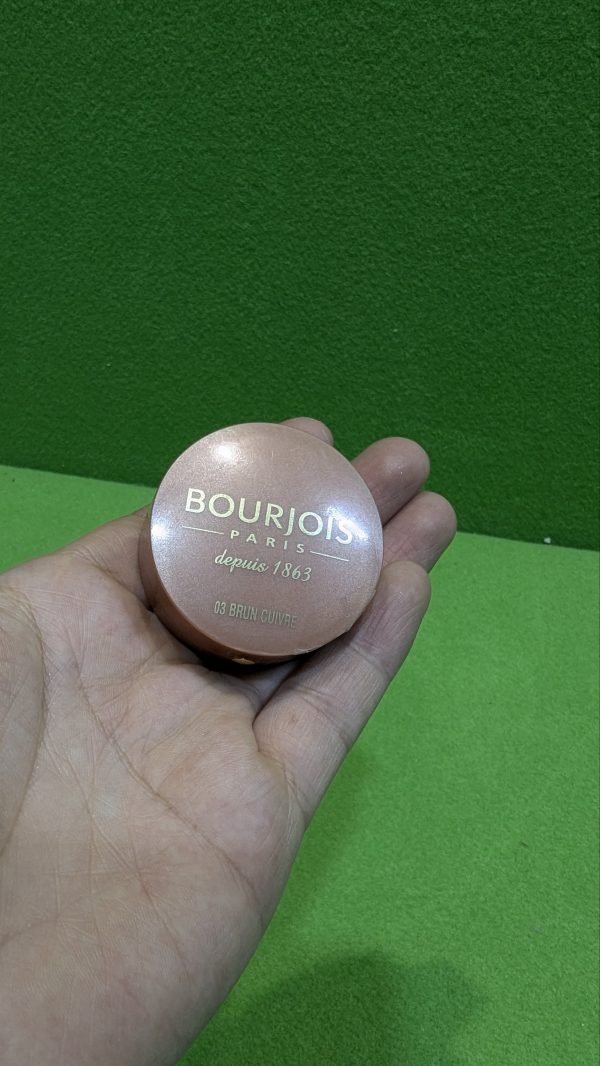 BOURJOIS
PARIS
depuis 1863
03 BRUN CUIVRE